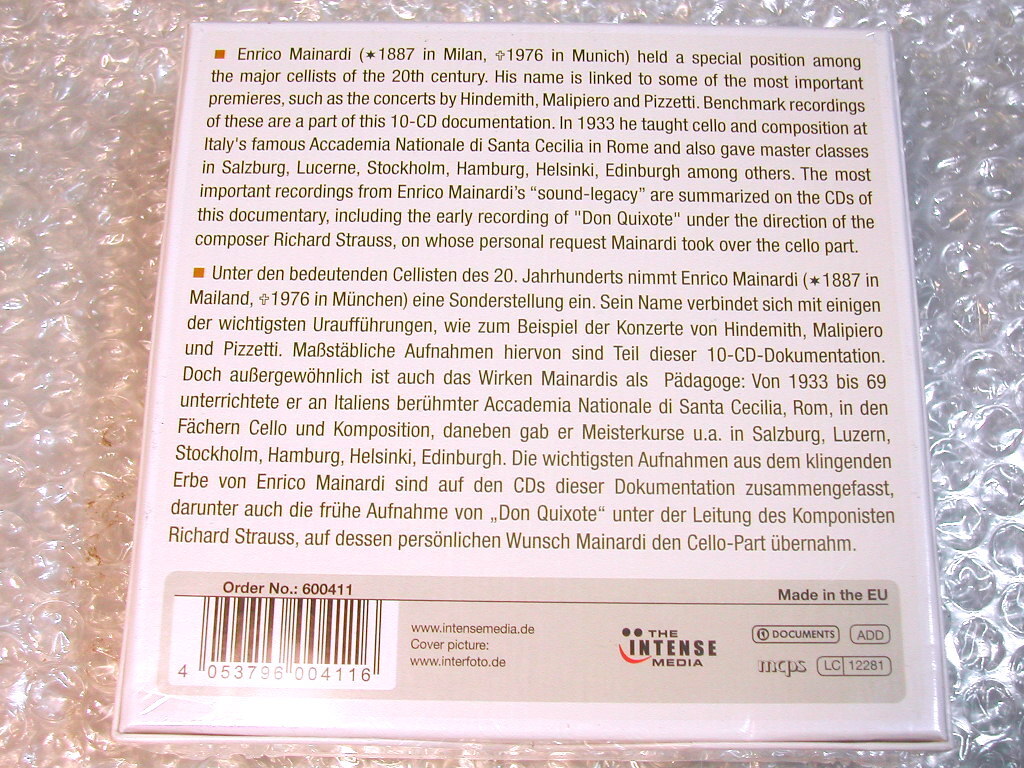 ■ Enrico Mainardi (✶1887 in Milan, ✞1976 in Munich) held a special position among
the major cellists of the 20th century. His name is linked to some of the most important
premieres, such as the concerts by Hindemith, Malipiero and Pizzetti. Benchmark recordings
of these are a part of this 10-CD documentation. In 1933 he taught cello and composition at
Italy's famous Accademia Nationale di Santa Cecilia in Rome and also gave master classes
in Salzburg, Lucerne, Stockholm, Hamburg, Helsinki, Edinburgh among others. The most
important recordings from Enrico Mainardi's “sound-legacy” are summarized on the CDs of
this documentary, including the early recording of "Don Quixote" under the direction of the
composer Richard Strauss, on whose personal request Mainardi took over the cello part.
■ Unter den bedeutenden Cellisten des 20. Jahrhunderts nimmt Enrico Mainardi (✶1887 in
Mailand, ✞1976 in München) eine Sonderstellung ein. Sein Name verbindet sich mit einigen
der wichtigsten Uraufführungen, wie zum Beispiel der Konzerte von Hindemith, Malipiero
und Pizzetti. Maßstäbliche Aufnahmen hiervon sind Teil dieser 10-CD-Dokumentation.
Doch außergewöhnlich ist auch das Wirken Mainardis als Pädagoge: Von 1933 bis 69
unterrichtete er an Italiens berühmter Accademia Nationale di Santa Cecilia, Rom, in den
Fächern Cello und Komposition, daneben gab er Meisterkurse u.a. in Salzburg, Luzern,
Stockholm, Hamburg, Helsinki, Edinburgh. Die wichtigsten Aufnahmen aus dem klingenden
Erbe von Enrico Mainardi sind auf den CDs dieser Dokumentation zusammengefasst,
darunter auch die frühe Aufnahme von „Don Quixote“ unter der Leitung des Komponisten
Richard Strauss, auf dessen persönlichen Wunsch Mainardi den Cello-Part übernahm.
Order No.: 600411
Made in the EU
4 053796 004116
www.intensemedia.de
Cover picture:
www.interfoto.de
THE
INTENSE
MEDIA
DOCUMENTS
ADD
mcps
LC 12281